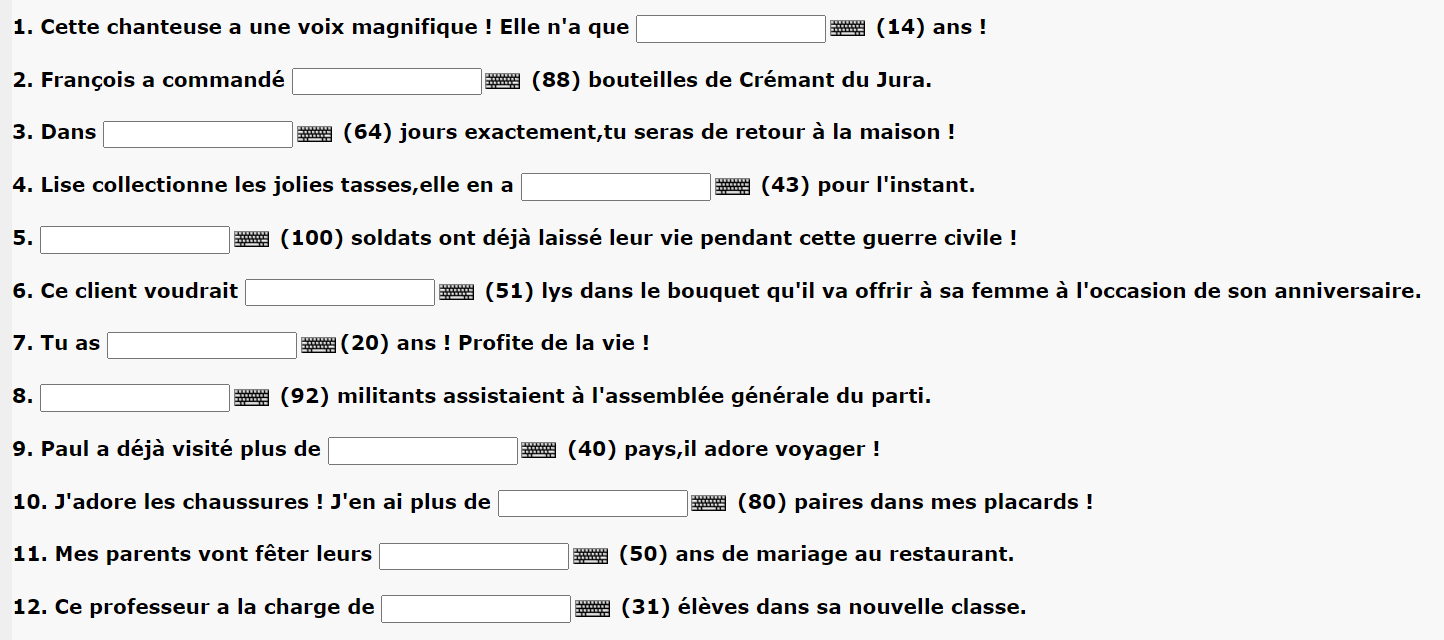 1. Cette chanteuse a une voix magnifique ! Elle n'a que (14) ans !
2. François a commandé (88) bouteilles de Crémant du Jura.
3. Dans (64) jours exactement,tu seras de retour à la maison !
4. Lise collectionne les jolies tasses,elle en a (43) pour l'instant.
5. (100) soldats ont déjà laissé leur vie pendant cette guerre civile !
6. Ce client voudrait (51) lys dans le bouquet qu'il va offrir à sa femme à l'occasion de son anniversaire.
7. Tu as (20) ans ! Profite de la vie !
8. (92) militants assistaient à l'assemblée générale du parti.
9. Paul a déjà visité plus de (40) pays,il adore voyager !
10. J'adore les chaussures ! J'en ai plus de (80) paires dans mes placards !
11. Mes parents vont fêter leurs (50) ans de mariage au restaurant.
12. Ce professeur a la charge de (31) élèves dans sa nouvelle classe.